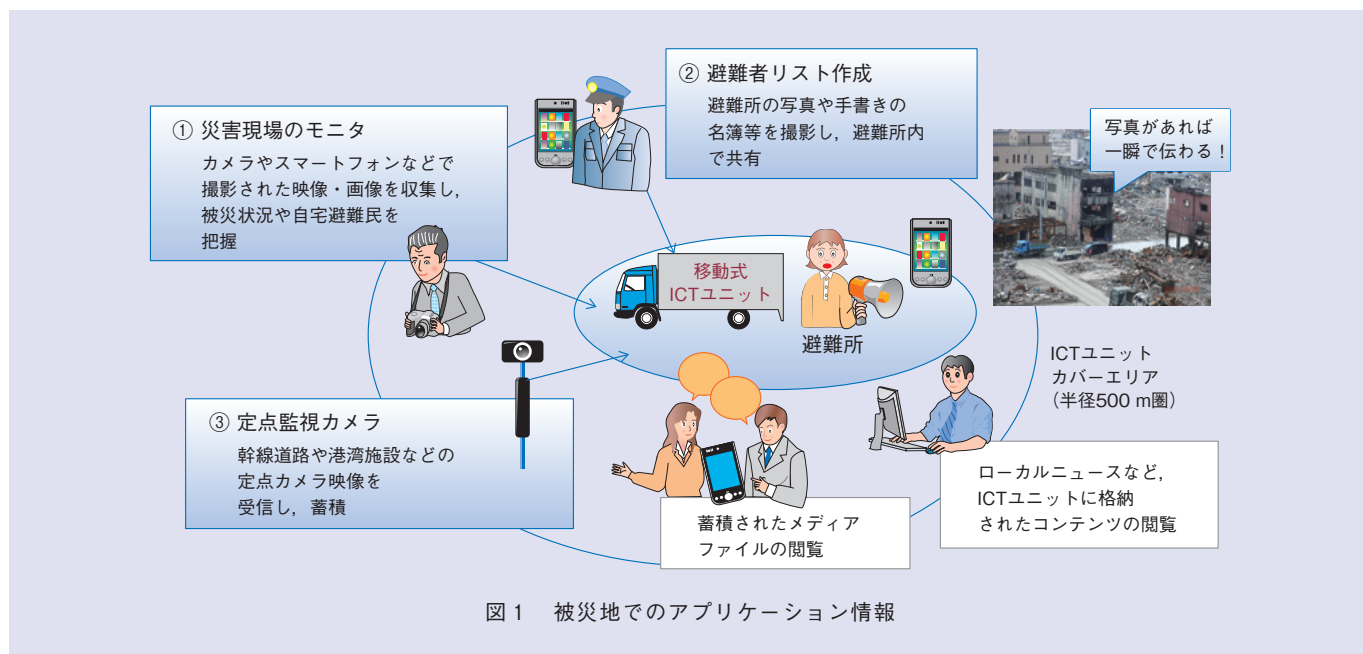 ① 災害現場のモニタ
カメラやスマートフォンなどで
撮影された映像・画像を収集し，
被災状況や自宅避難民を
把握
② 避難者リスト作成
避難所の写真や手書きの
名簿等を撮影し，避難所内
で共有
写真があれば
一瞬で伝わる！
移動式
ICTユニット
避難所
ICTユニット
カバーエリア
（半径500 m圏）
③ 定点監視カメラ
幹線道路や港湾施設などの
定点カメラ映像を
受信し，蓄積
蓄積されたメディア
ファイルの閲覧
ローカルニュースなど，
ICTユニットに格納
されたコンテンツの閲覧
図1　被災地でのアプリケーション情報